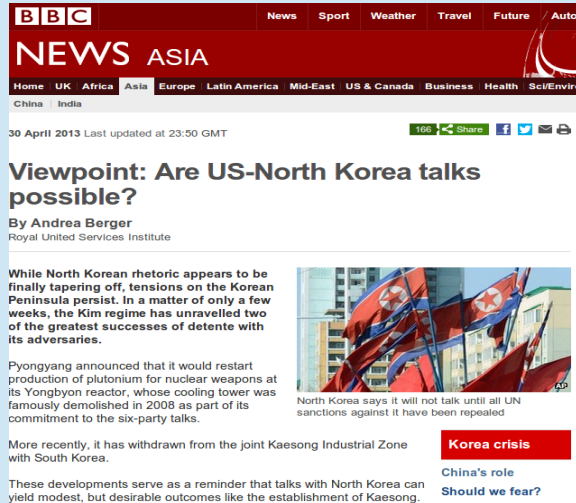 BBC News Sport Weather Travel Future Auto
NEWS ASIA
Home UK Africa Asia Europe Latin America Mid-East US & Canada Business Health Sci/Envir
China India
30 April 2013 Last updated at 23:50 GMT
166 Share
Viewpoint: Are US-North Korea talks
possible?
By Andrea Berger
Royal United Services Institute
While North Korean rhetoric appears to be
finally tapering off, tensions on the Korean
Peninsula persist. In a matter of only a few
weeks, the Kim regime has unravelled two
of the greatest successes of detente with
its adversaries.
AP
North Korea says it will not talk until all UN
sanctions against it have been repealed
Pyongyang announced that it would restart
production of plutonium for nuclear weapons at
its Yongbyon reactor, whose cooling tower was
famously demolished in 2008 as part of its
commitment to the six-party talks.
More recently, it has withdrawn from the joint Kaesong Industrial Zone
with South Korea.
These developments serve as a reminder that talks with North Korea can
yield modest, but desirable outcomes like the establishment of Kaesong.
Korea crisis
China's role
Should we fear?